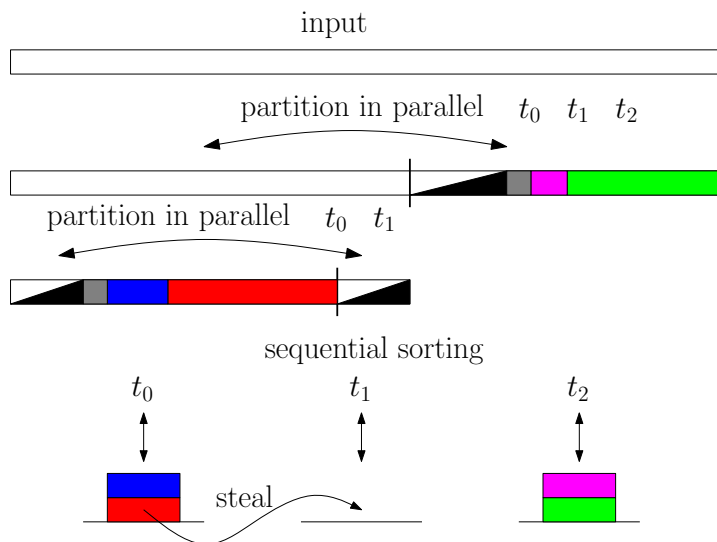 input
partition in parallel t₀ t₁ t₂
partition in parallel t₀ t₁
sequential sorting
t₀ t₁ t₂
steal